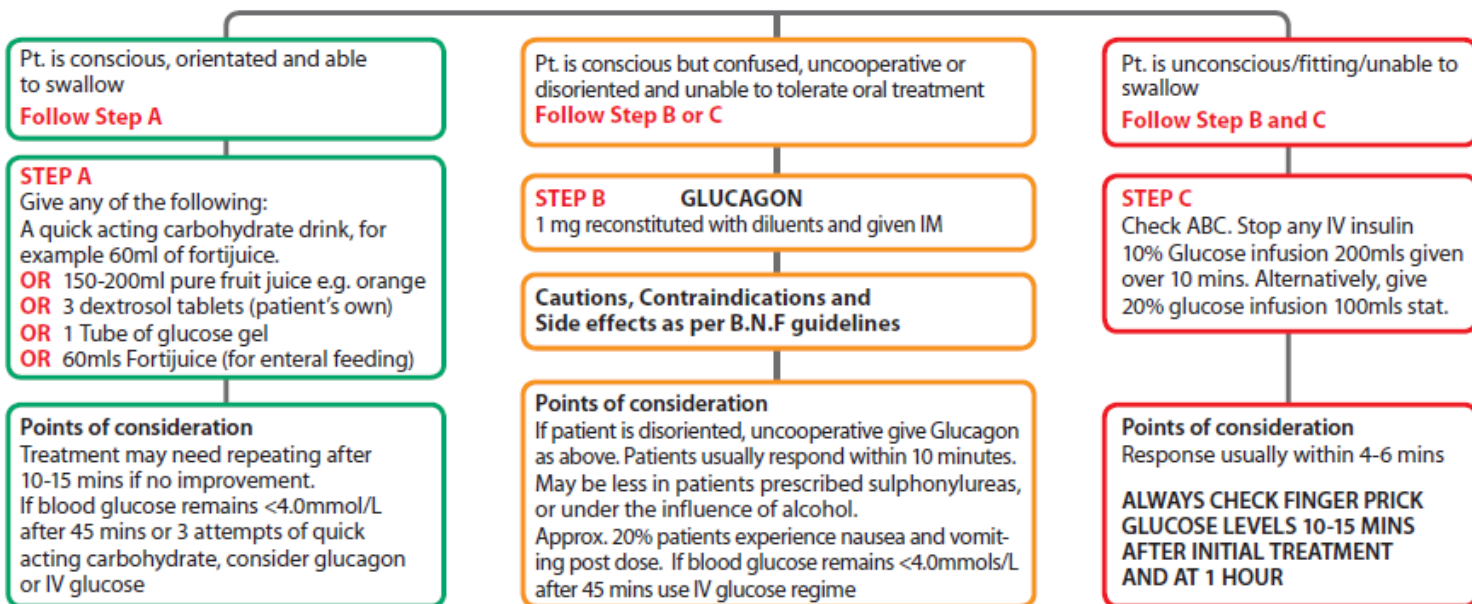 Pt. is conscious, orientated and able
to swallow
Follow Step A
STEP A
Give any of the following:
A quick acting carbohydrate drink, for
example 60ml of fortijuice.
OR 150-200ml pure fruit juice e.g. orange
OR 3 dextrosol tablets (patient's own)
OR 1 Tube of glucose gel
OR 60mls Fortijuice (for enteral feeding)
Points of consideration
Treatment may need repeating after
10-15 mins if no improvement.
If blood glucose remains <4.0mmol/L
after 45 mins or 3 attempts of quick
acting carbohydrate, consider glucagon
or IV glucose
Pt. is conscious but confused, uncooperative or
disoriented and unable to tolerate oral treatment
Follow Step B or C
STEP B GLUCAGON
1 mg reconstituted with diluents and given IM
Cautions, Contraindications and
Side effects as per B.N.F guidelines
Points of consideration
If patient is disoriented, uncooperative give Glucagon
as above. Patients usually respond within 10 minutes.
May be less in patients prescribed sulphonylureas,
or under the influence of alcohol.
Approx. 20% patients experience nausea and vomit-
ing post dose. If blood glucose remains <4.0mmols/L
after 45 mins use IV glucose regime
Pt. is unconscious/fitting/unable to
swallow
Follow Step B and C
STEP C
Check ABC. Stop any IV insulin
10% Glucose infusion 200mls given
over 10 mins. Alternatively, give
20% glucose infusion 100mls stat.
Points of consideration
Response usually within 4-6 mins
ALWAYS CHECK FINGER PRICK
GLUCOSE LEVELS 10-15 MINS
AFTER INITIAL TREATMENT
AND AT 1 HOUR